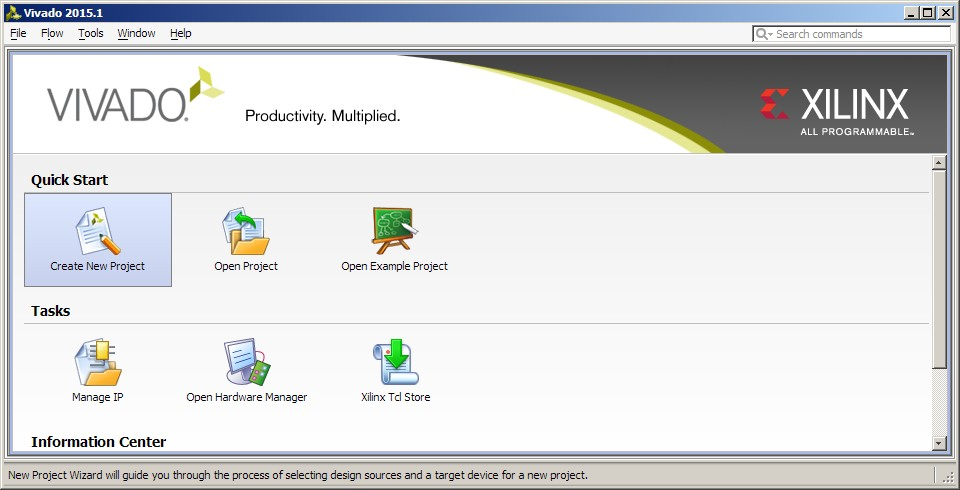 Vivado 2015.1
File Flow Tools Window Help
Search commands
VIVADO.
Productivity. Multiplied.
XILINX
ALL PROGRAMMABLE™
Quick Start
Create New Project
Open Project
Open Example Project
Tasks
Manage IP
Open Hardware Manager
Xilinx Tcl Store
Information Center
New Project Wizard will guide you through the process of selecting design sources and a target device for a new project.